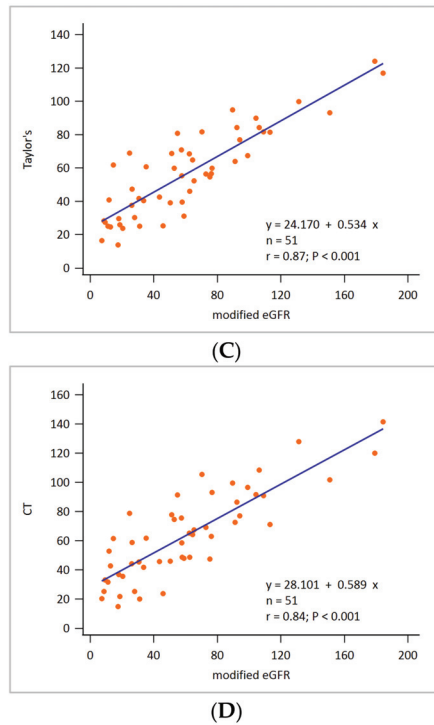 140
120
100
80
60
40
20
0
Taylor's
y = 24.170 + 0.534 x
n = 51
r = 0.87; P < 0.001
0 40 80 120 160 200
modified eGFR
(C)
160
140
120
100
80
60
40
20
0
CT
y = 28.101 + 0.589 x
n = 51
r = 0.84; P < 0.001
0 40 80 120 160 200
modified eGFR
(D)